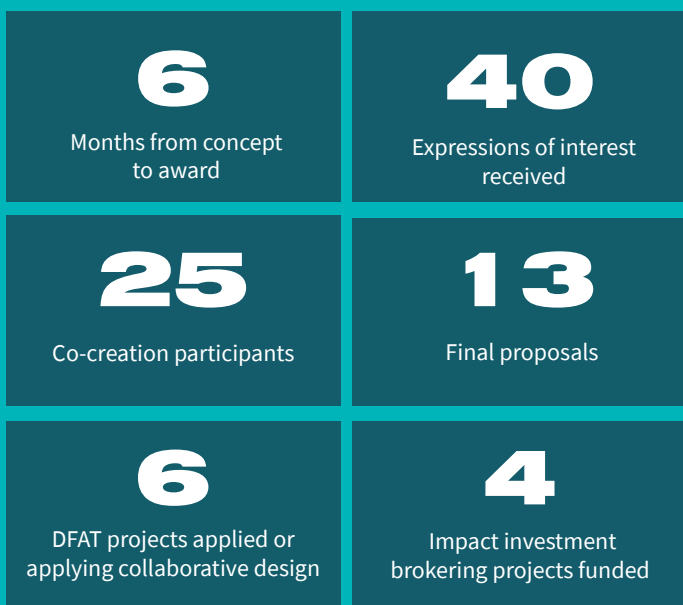 6
Months from concept
to award
40
Expressions of interest
received
25
Co-creation participants
13
Final proposals
6
DFAT projects applied or
applying collaborative design
4
Impact investment
brokering projects funded